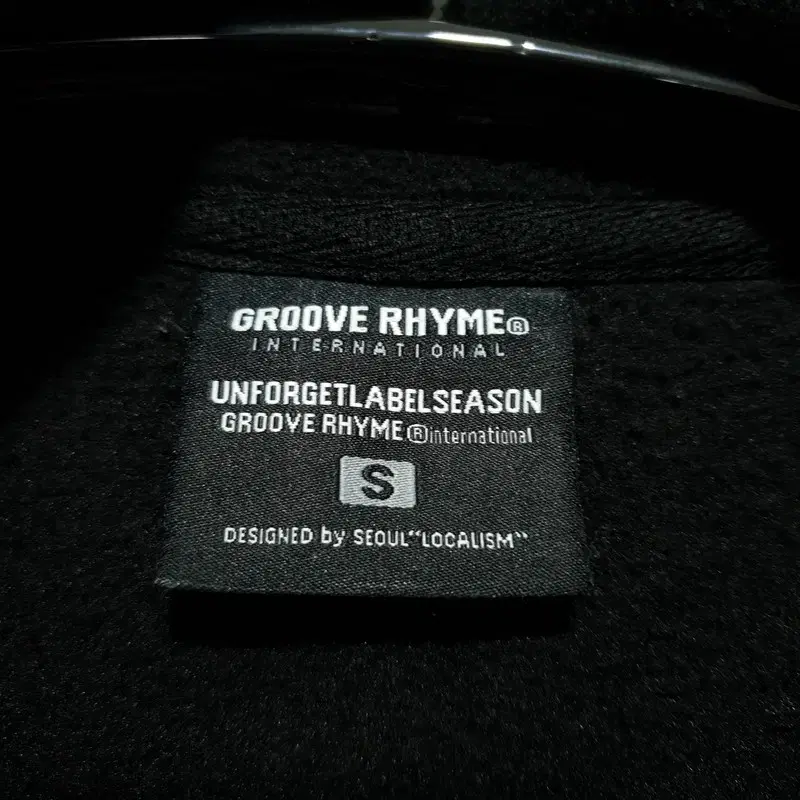 GROOVE RHYME®
INTERNATIONAL
UNFORGETLABELSEASON
GROOVE RHYME®international
S
DESIGNED by SEOUL"LOCALISM"